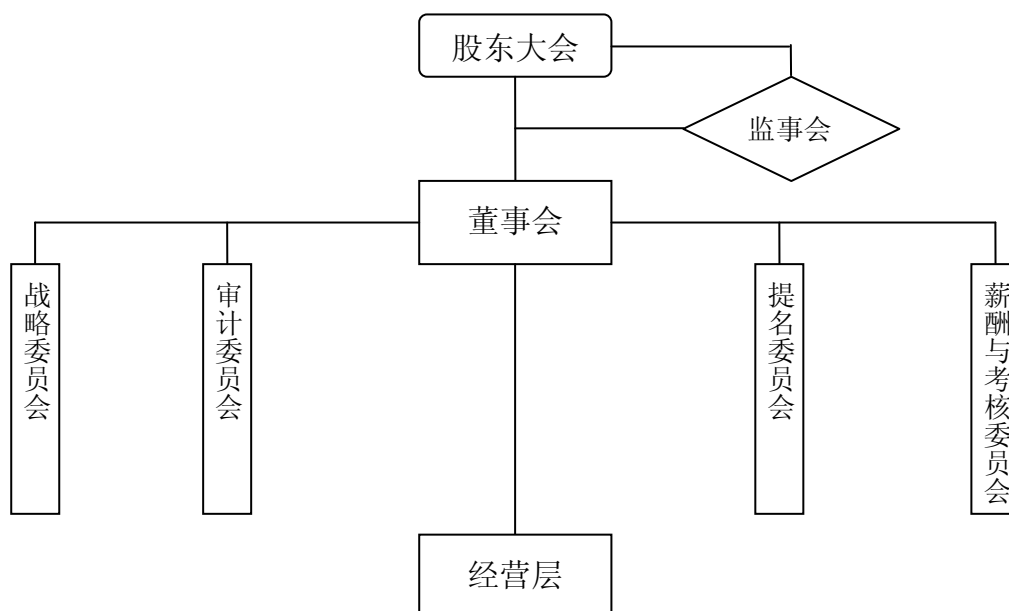 股东大会
监事会
董事会
战略委员会
审计委员会
提名委员会
薪酬与考核委员会
经营层